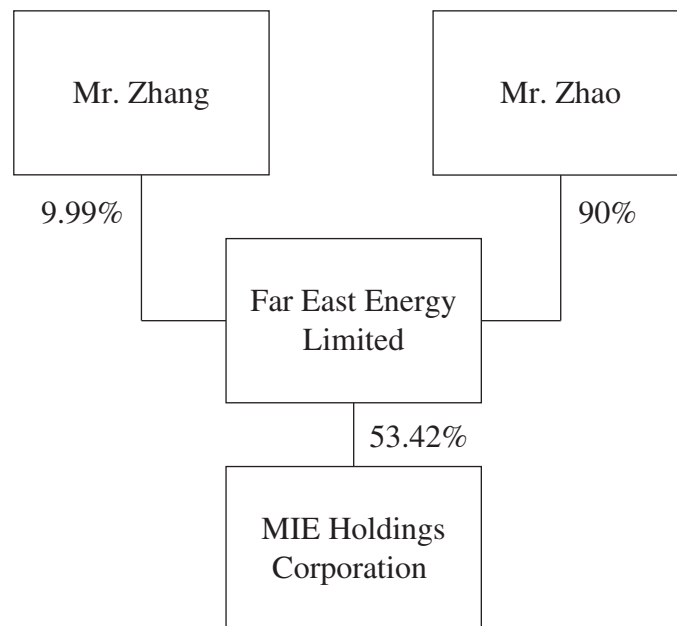 Mr. Zhang
Mr. Zhao
9.99%
90%
Far East Energy
Limited
53.42%
MIE Holdings
Corporation